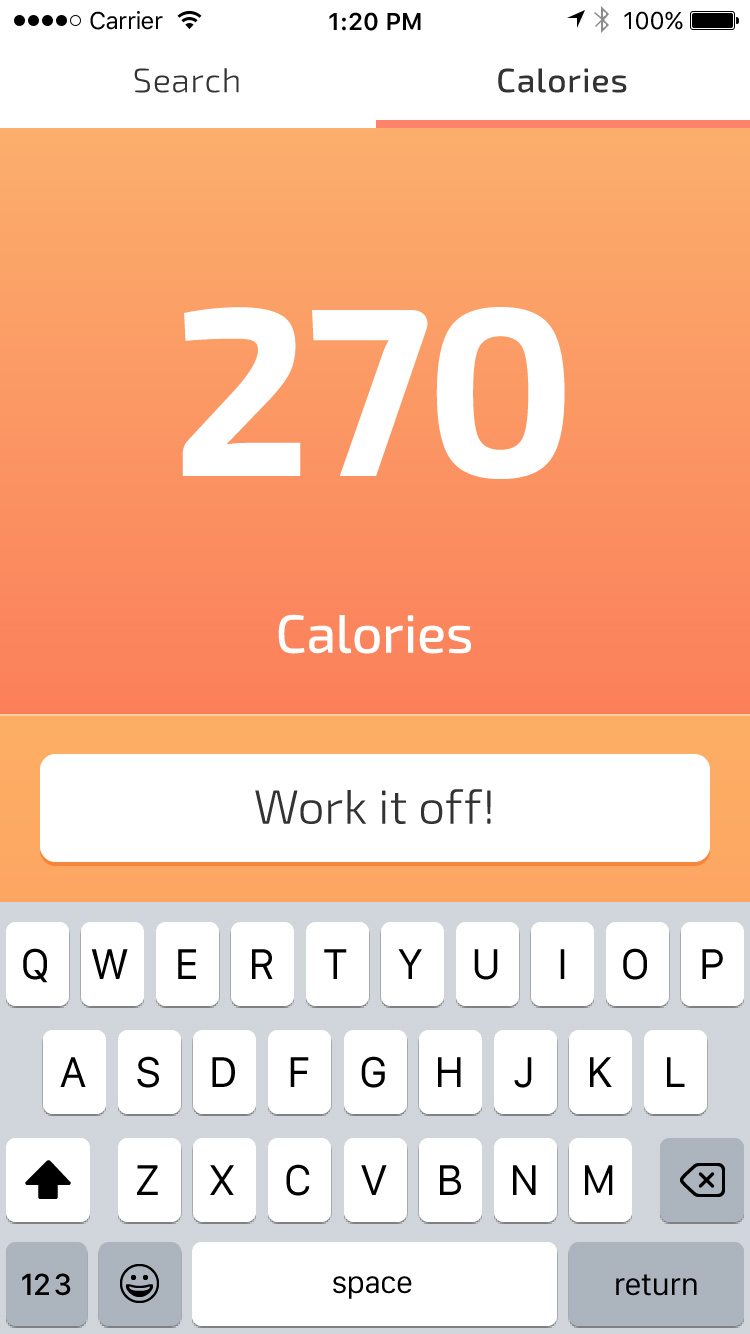 Carrier 1:20 PM 100%
Search Calories
270
Calories
Work it off!
Q W E R T Y U I O P
A S D F G H J K L
Z X C V B N M
123 space return